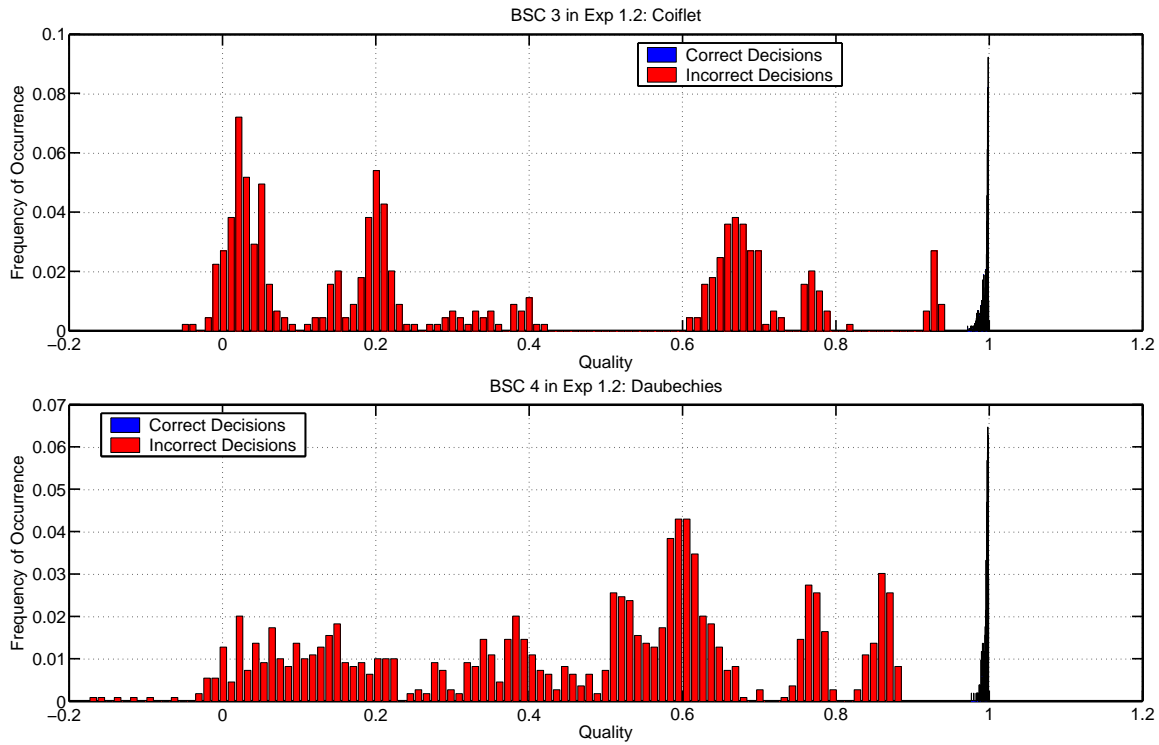 BSC 3 in Exp 1.2: Coiflet
0.1
0.08
0.06
0.04
0.02
0
Frequency of Occurrence
Correct Decisions
Incorrect Decisions
−0.2 0 0.2 0.4 0.6 0.8 1 1.2
Quality
BSC 4 in Exp 1.2: Daubechies
0.07
0.06
0.05
0.04
0.03
0.02
0.01
0
Frequency of Occurrence
Correct Decisions
Incorrect Decisions
−0.2 0 0.2 0.4 0.6 0.8 1 1.2
Quality